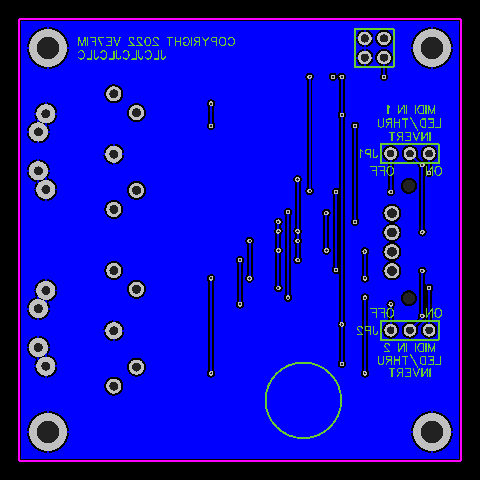 COPYRIGHT 2022 VE7FIM
JLCJLCJLCJLC
MIDI IN 1
LED/THRU
INVERT
JP1
OFF ON
OFF ON
JP2
MIDI IN 2
LED/THRU
INVERT